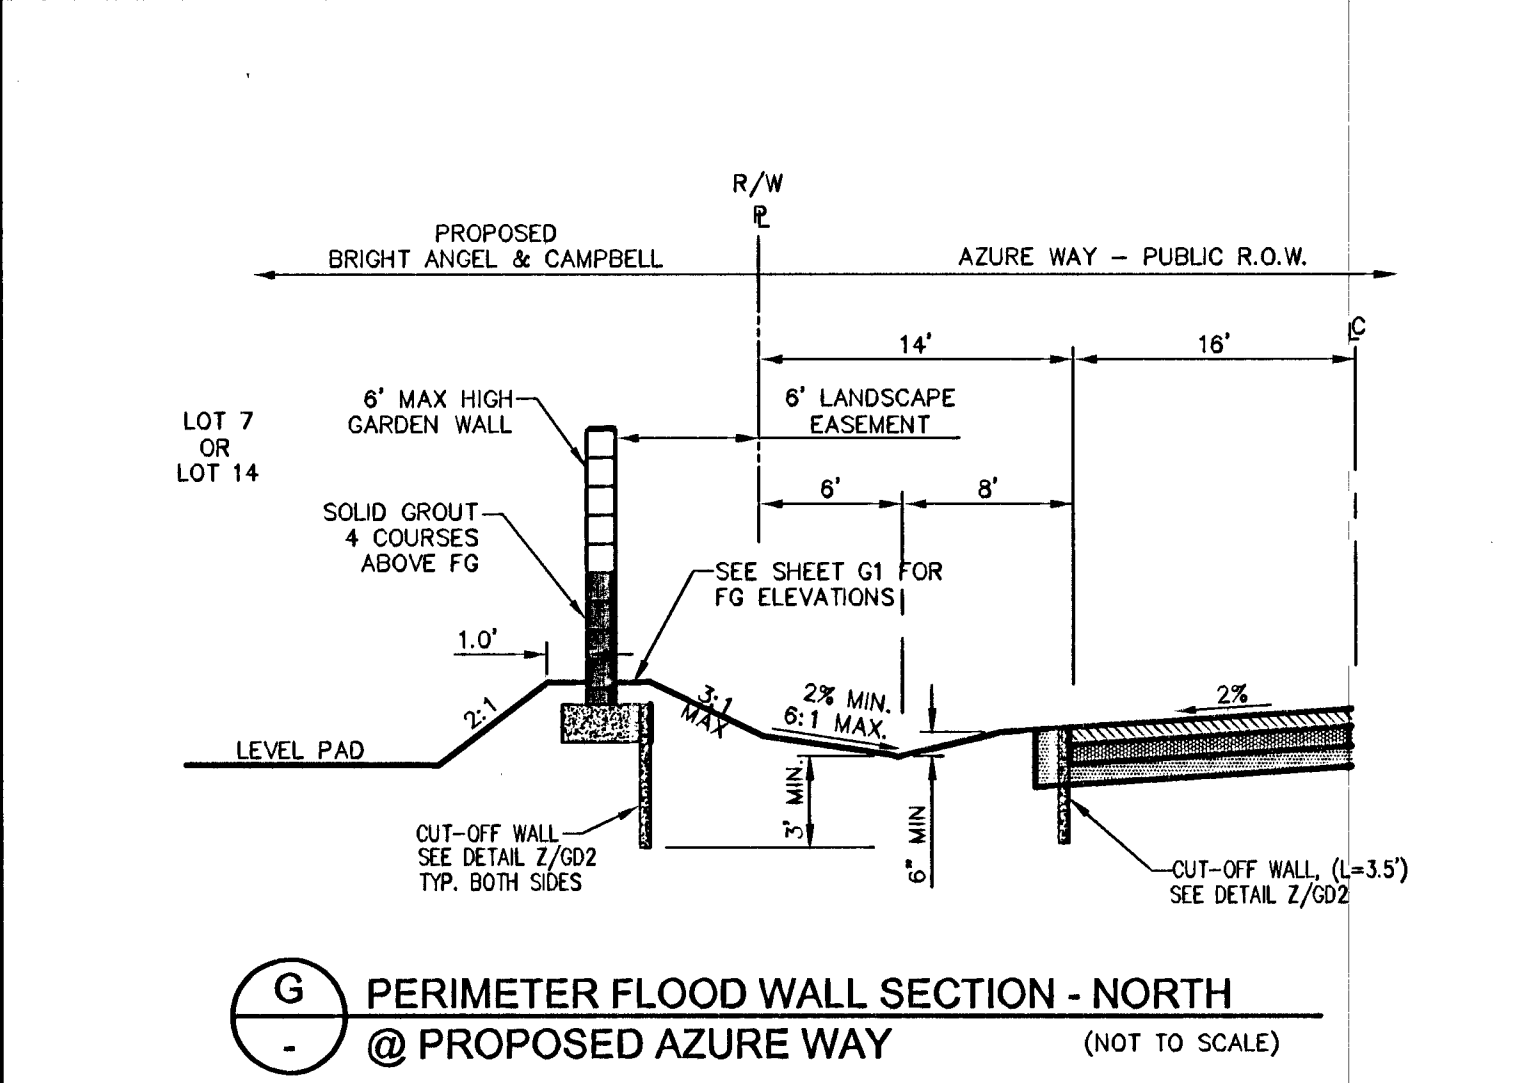 R/W
PL
PROPOSED
BRIGHT ANGEL & CAMPBELL
AZURE WAY – PUBLIC R.O.W.
CL
14'
16'
6' MAX HIGH
GARDEN WALL
6' LANDSCAPE
EASEMENT
LOT 7
OR
LOT 14
6'
8'
SOLID GROUT
4 COURSES
ABOVE FG
SEE SHEET G1 FOR
FG ELEVATIONS
1.0'
2:1
3:1
MAX
2% MIN.
6:1 MAX.
2%
LEVEL PAD
3' MIN.
6" MIN
CUT-OFF WALL
SEE DETAIL Z/GD2
TYP. BOTH SIDES
CUT-OFF WALL, (L=3.5')
SEE DETAIL Z/GD2
G
-
PERIMETER FLOOD WALL SECTION - NORTH
@ PROPOSED AZURE WAY
(NOT TO SCALE)